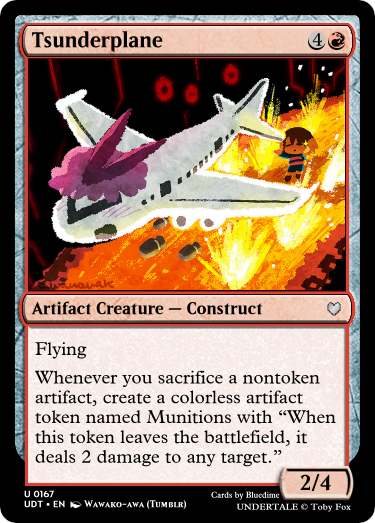 Tsunderplane 4
Artifact Creature — Construct
Flying
Whenever you sacrifice a nontoken
artifact, create a colorless artifact
token named Munitions with “When
this token leaves the battlefield, it
deals 2 damage to any target.”
2/4
U 0167
UDT • EN Wawako-awa (Tumblr)
Cards by Bluedime
UNDERTALE © Toby Fox